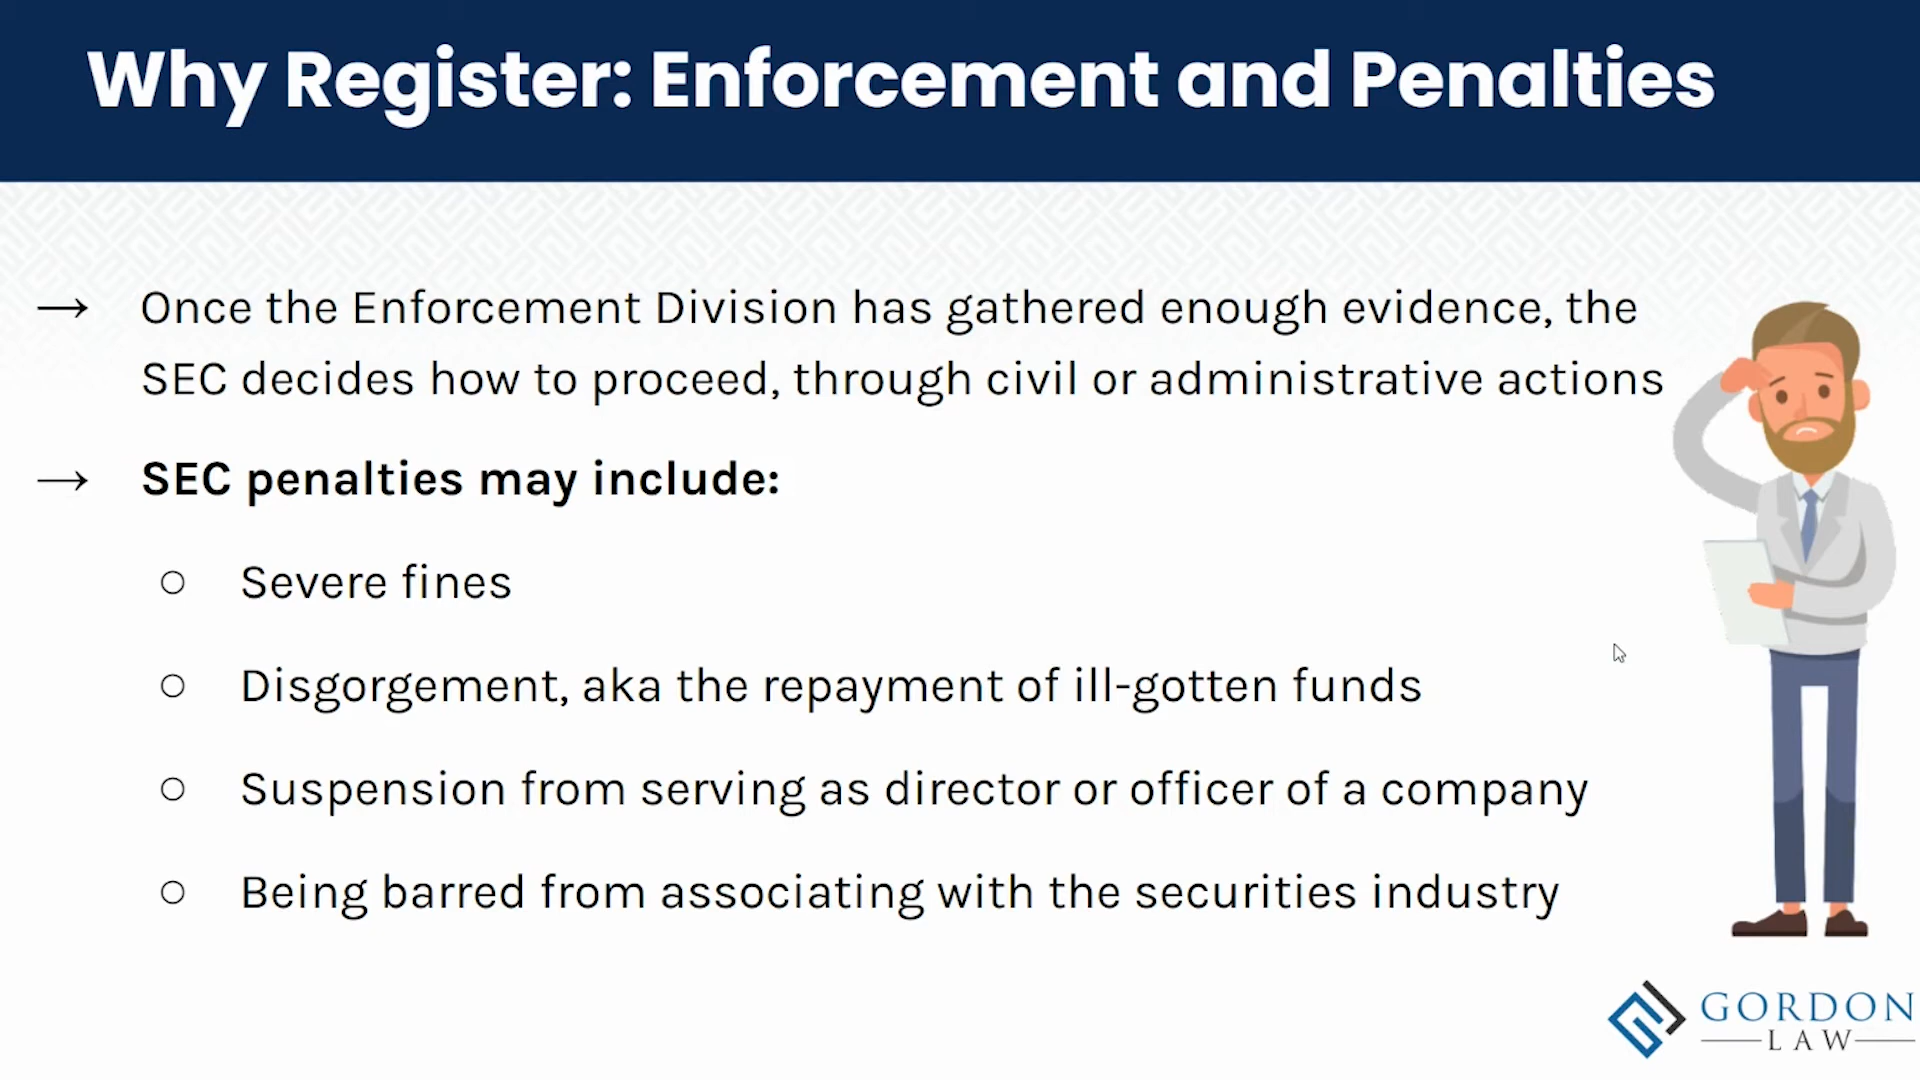 Why Register: Enforcement and Penalties
→ Once the Enforcement Division has gathered enough evidence, the
SEC decides how to proceed, through civil or administrative actions
→ SEC penalties may include:
○ Severe fines
○ Disgorgement, aka the repayment of ill-gotten funds
○ Suspension from serving as director or officer of a company
○ Being barred from associating with the securities industry
GORDON
LAW